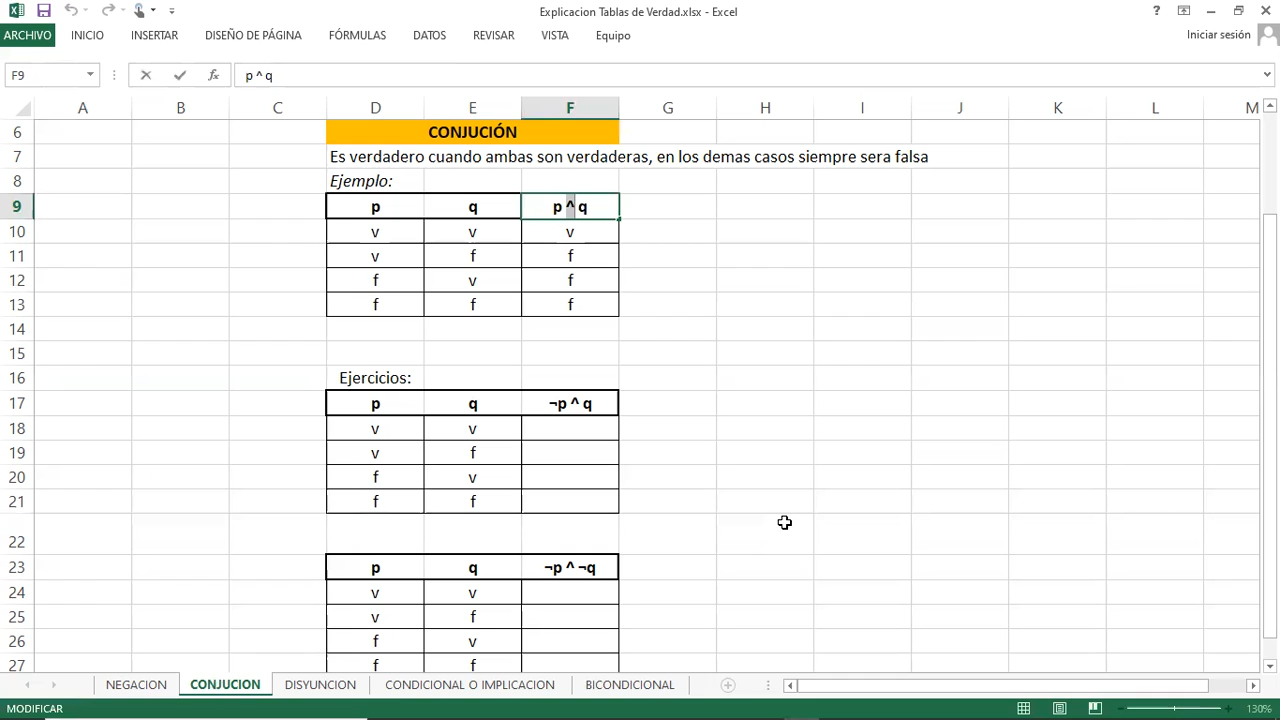 Explicacion Tablas de Verdad.xlsx - Excel
ARCHIVO INICIO INSERTAR DISEÑO DE PÁGINA FÓRMULAS DATOS REVISAR VISTA Equipo Iniciar sesión
F9 fx p ^ q
A B C D E F G H I J K L M
6 CONJUCIÓN
7 Es verdadero cuando ambas son verdaderas, en los demas casos siempre sera falsa
8 Ejemplo:
9 p q p ^ q
10 v v v
11 v f f
12 f v f
13 f f f
14
15
16 Ejercicios:
17 p q ¬p ^ q
18 v v
19 v f
20 f v
21 f f
22
23 p q ¬p ^ ¬q
24 v v
25 v f
26 f v
27 f f
NEGACION CONJUCION DISYUNCION CONDICIONAL O IMPLICACION BICONDICIONAL
MODIFICAR 130%